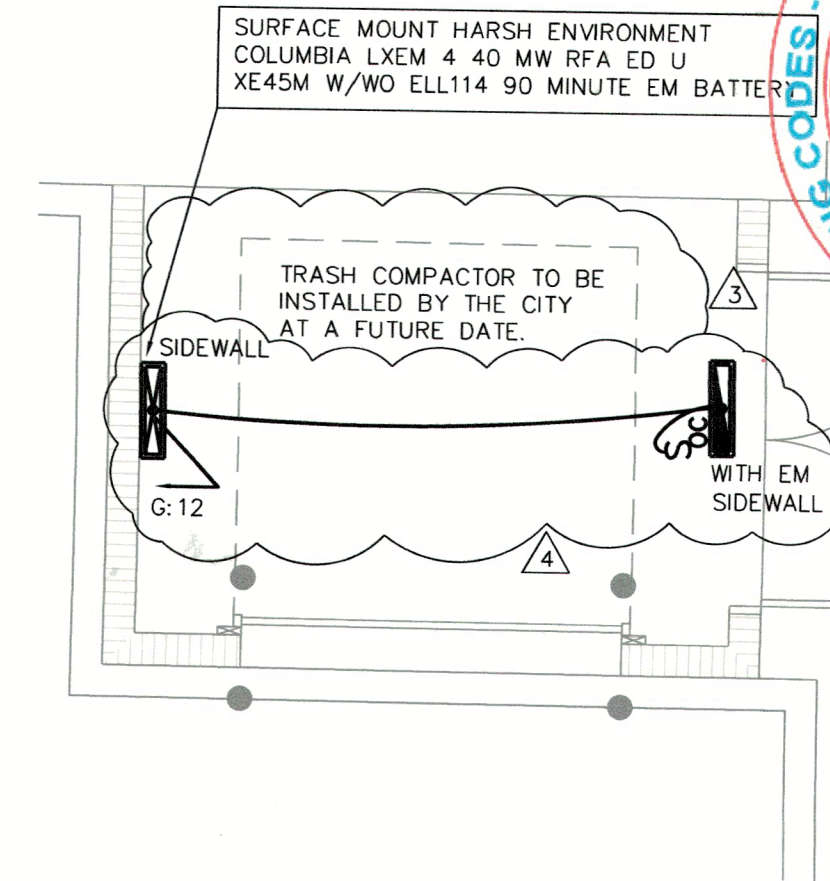 SURFACE MOUNT HARSH ENVIRONMENT
COLUMBIA LXEM 4 40 MW RFA ED U
XE45M W/WO ELL114 90 MINUTE EM BATTERY
G CODES -
TRASH COMPACTOR TO BE
INSTALLED BY THE CITY
AT A FUTURE DATE.
3
SIDEWALL
S
OC
WITH EM
SIDEWALL
G:12
4